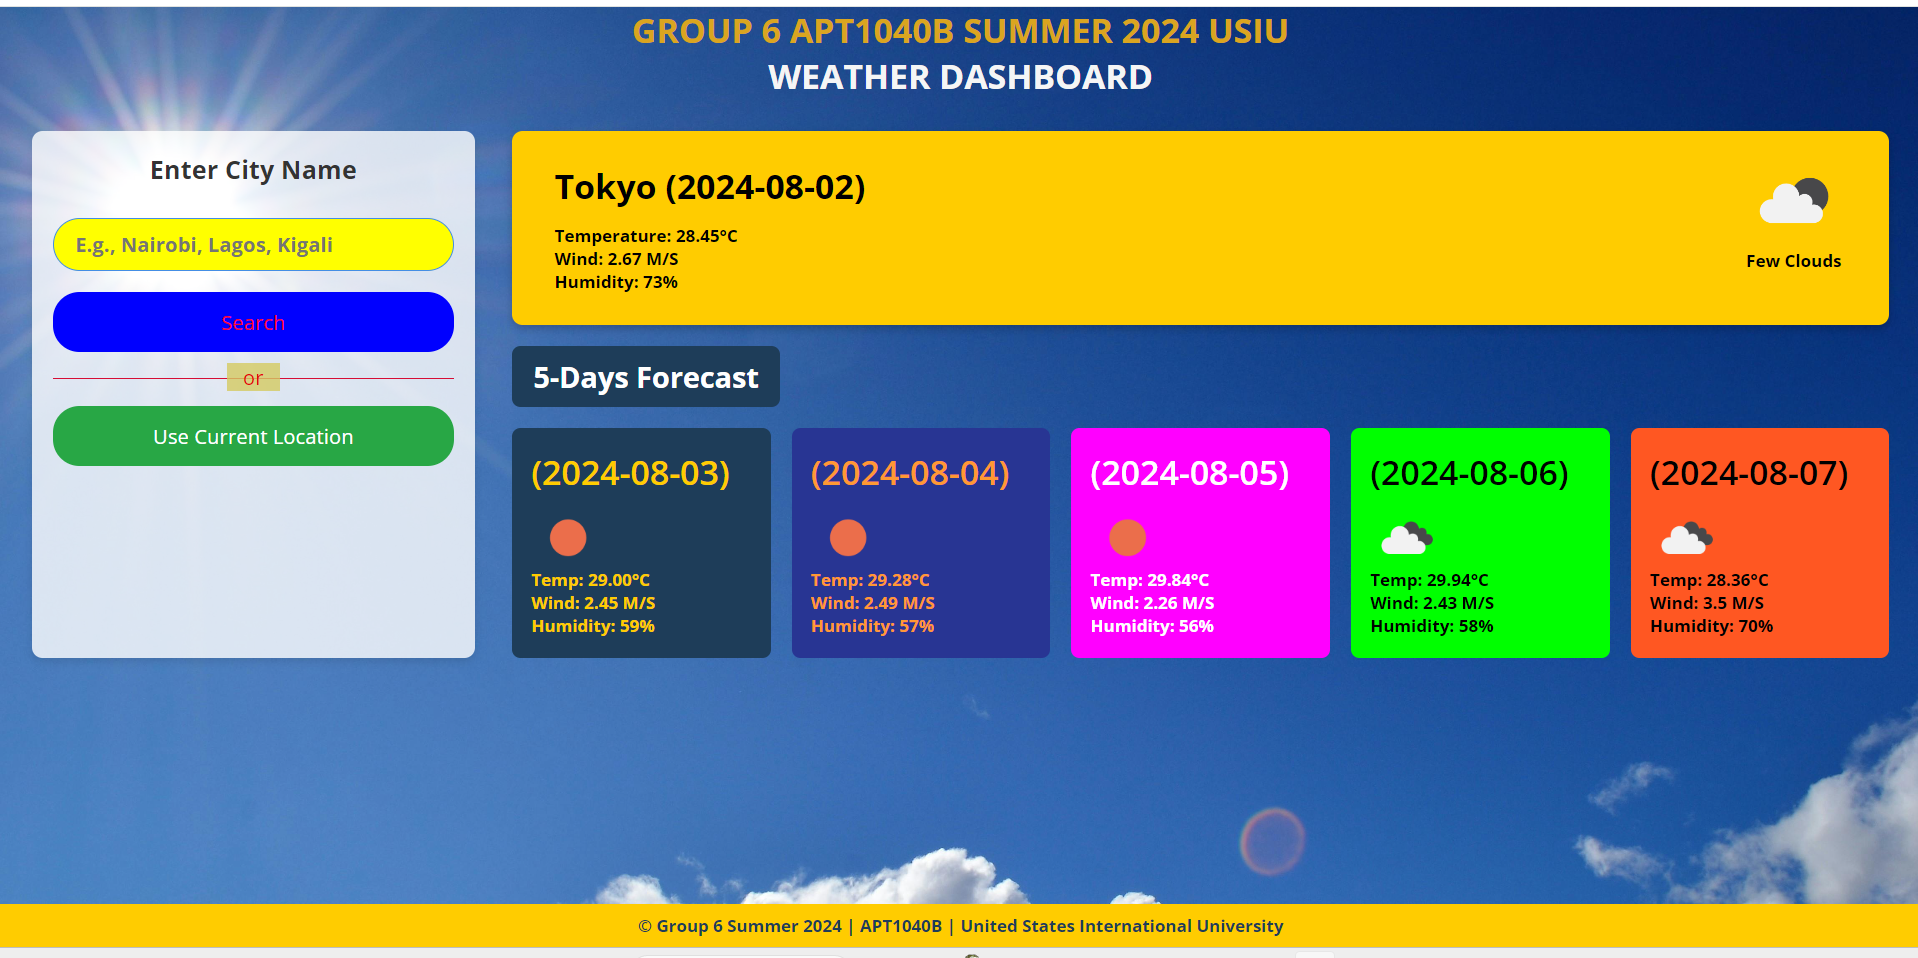 GROUP 6 APT1040B SUMMER 2024 USIU
WEATHER DASHBOARD
Enter City Name
E.g., Nairobi, Lagos, Kigali
Search
or
Use Current Location
Tokyo (2024-08-02)
Temperature: 28.45°C
Wind: 2.67 M/S
Humidity: 73%
Few Clouds
5-Days Forecast
(2024-08-03)
Temp: 29.00°C
Wind: 2.45 M/S
Humidity: 59%
(2024-08-04)
Temp: 29.28°C
Wind: 2.49 M/S
Humidity: 57%
(2024-08-05)
Temp: 29.84°C
Wind: 2.26 M/S
Humidity: 56%
(2024-08-06)
Temp: 29.94°C
Wind: 2.43 M/S
Humidity: 58%
(2024-08-07)
Temp: 28.36°C
Wind: 3.5 M/S
Humidity: 70%
© Group 6 Summer 2024 | APT1040B | United States International University